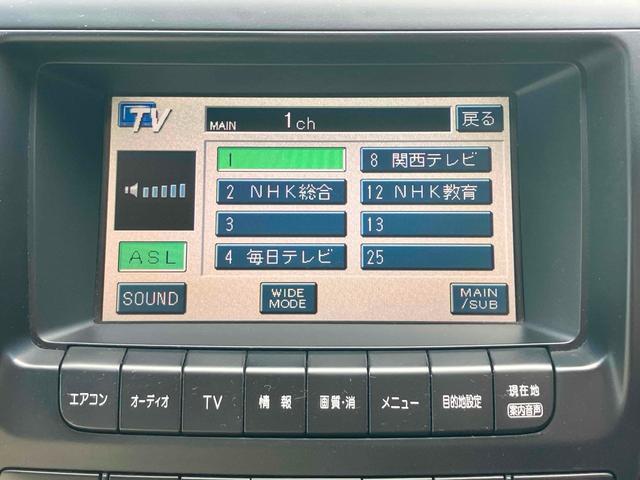 TV
MAIN 1ch
戻る
1
8 関西テレビ
2 NHK総合
12 NHK教育
3
13
4 毎日テレビ
25
ASL
SOUND
WIDE
MODE
MAIN
/SUB
エアコン
オーディオ
TV
情報
画質・消
メニュー
目的地設定
現在地
案内音声